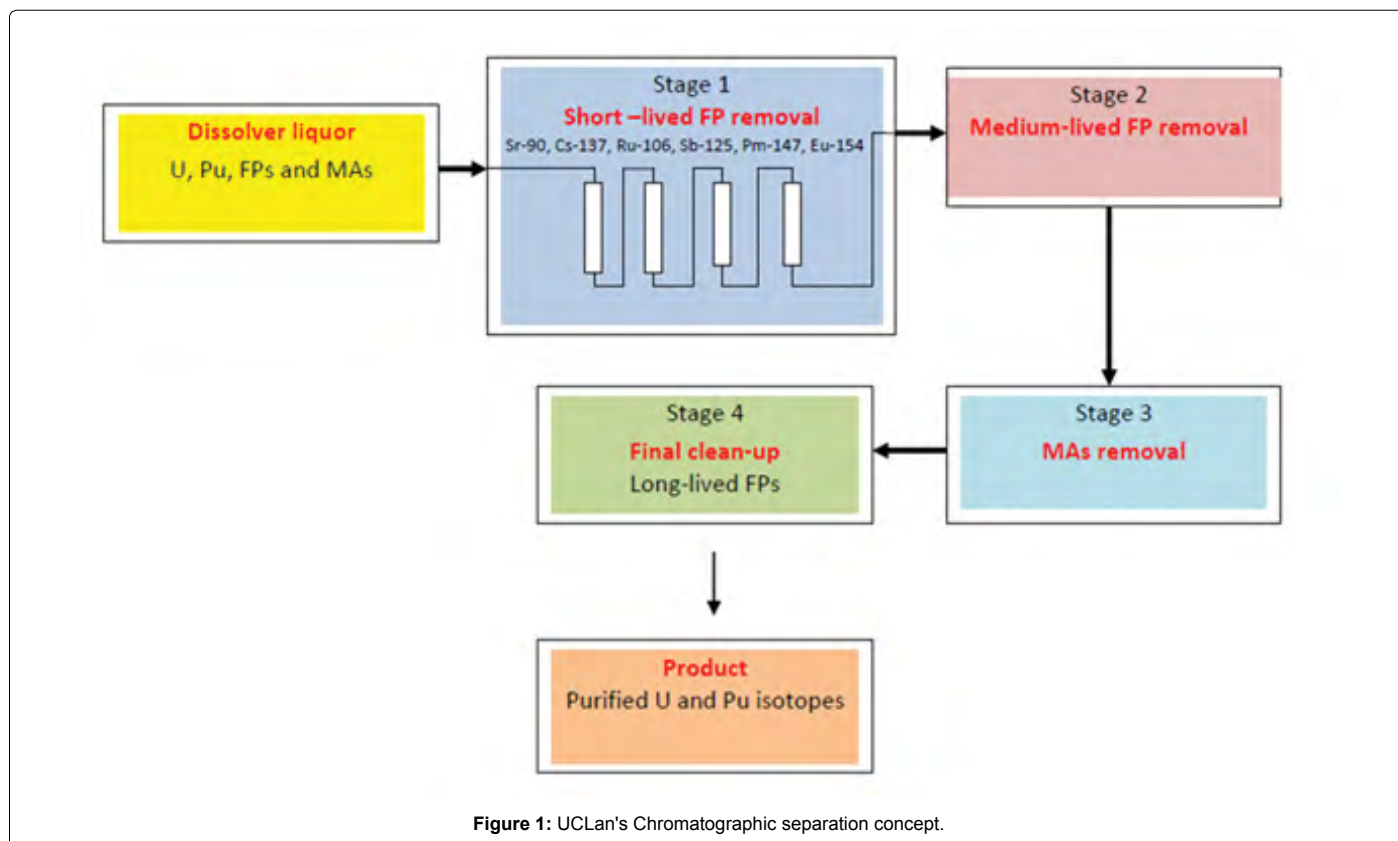 Dissolver liquor
U, Pu, FPs and MAs
Stage 1
Short –lived FP removal
Sr-90, Cs-137, Ru-106, Sb-125, Pm-147, Eu-154
Stage 2
Medium-lived FP removal
Stage 3
MAs removal
Stage 4
Final clean-up
Long-lived FPs
Product
Purified U and Pu isotopes
Figure 1: UCLan's Chromatographic separation concept.